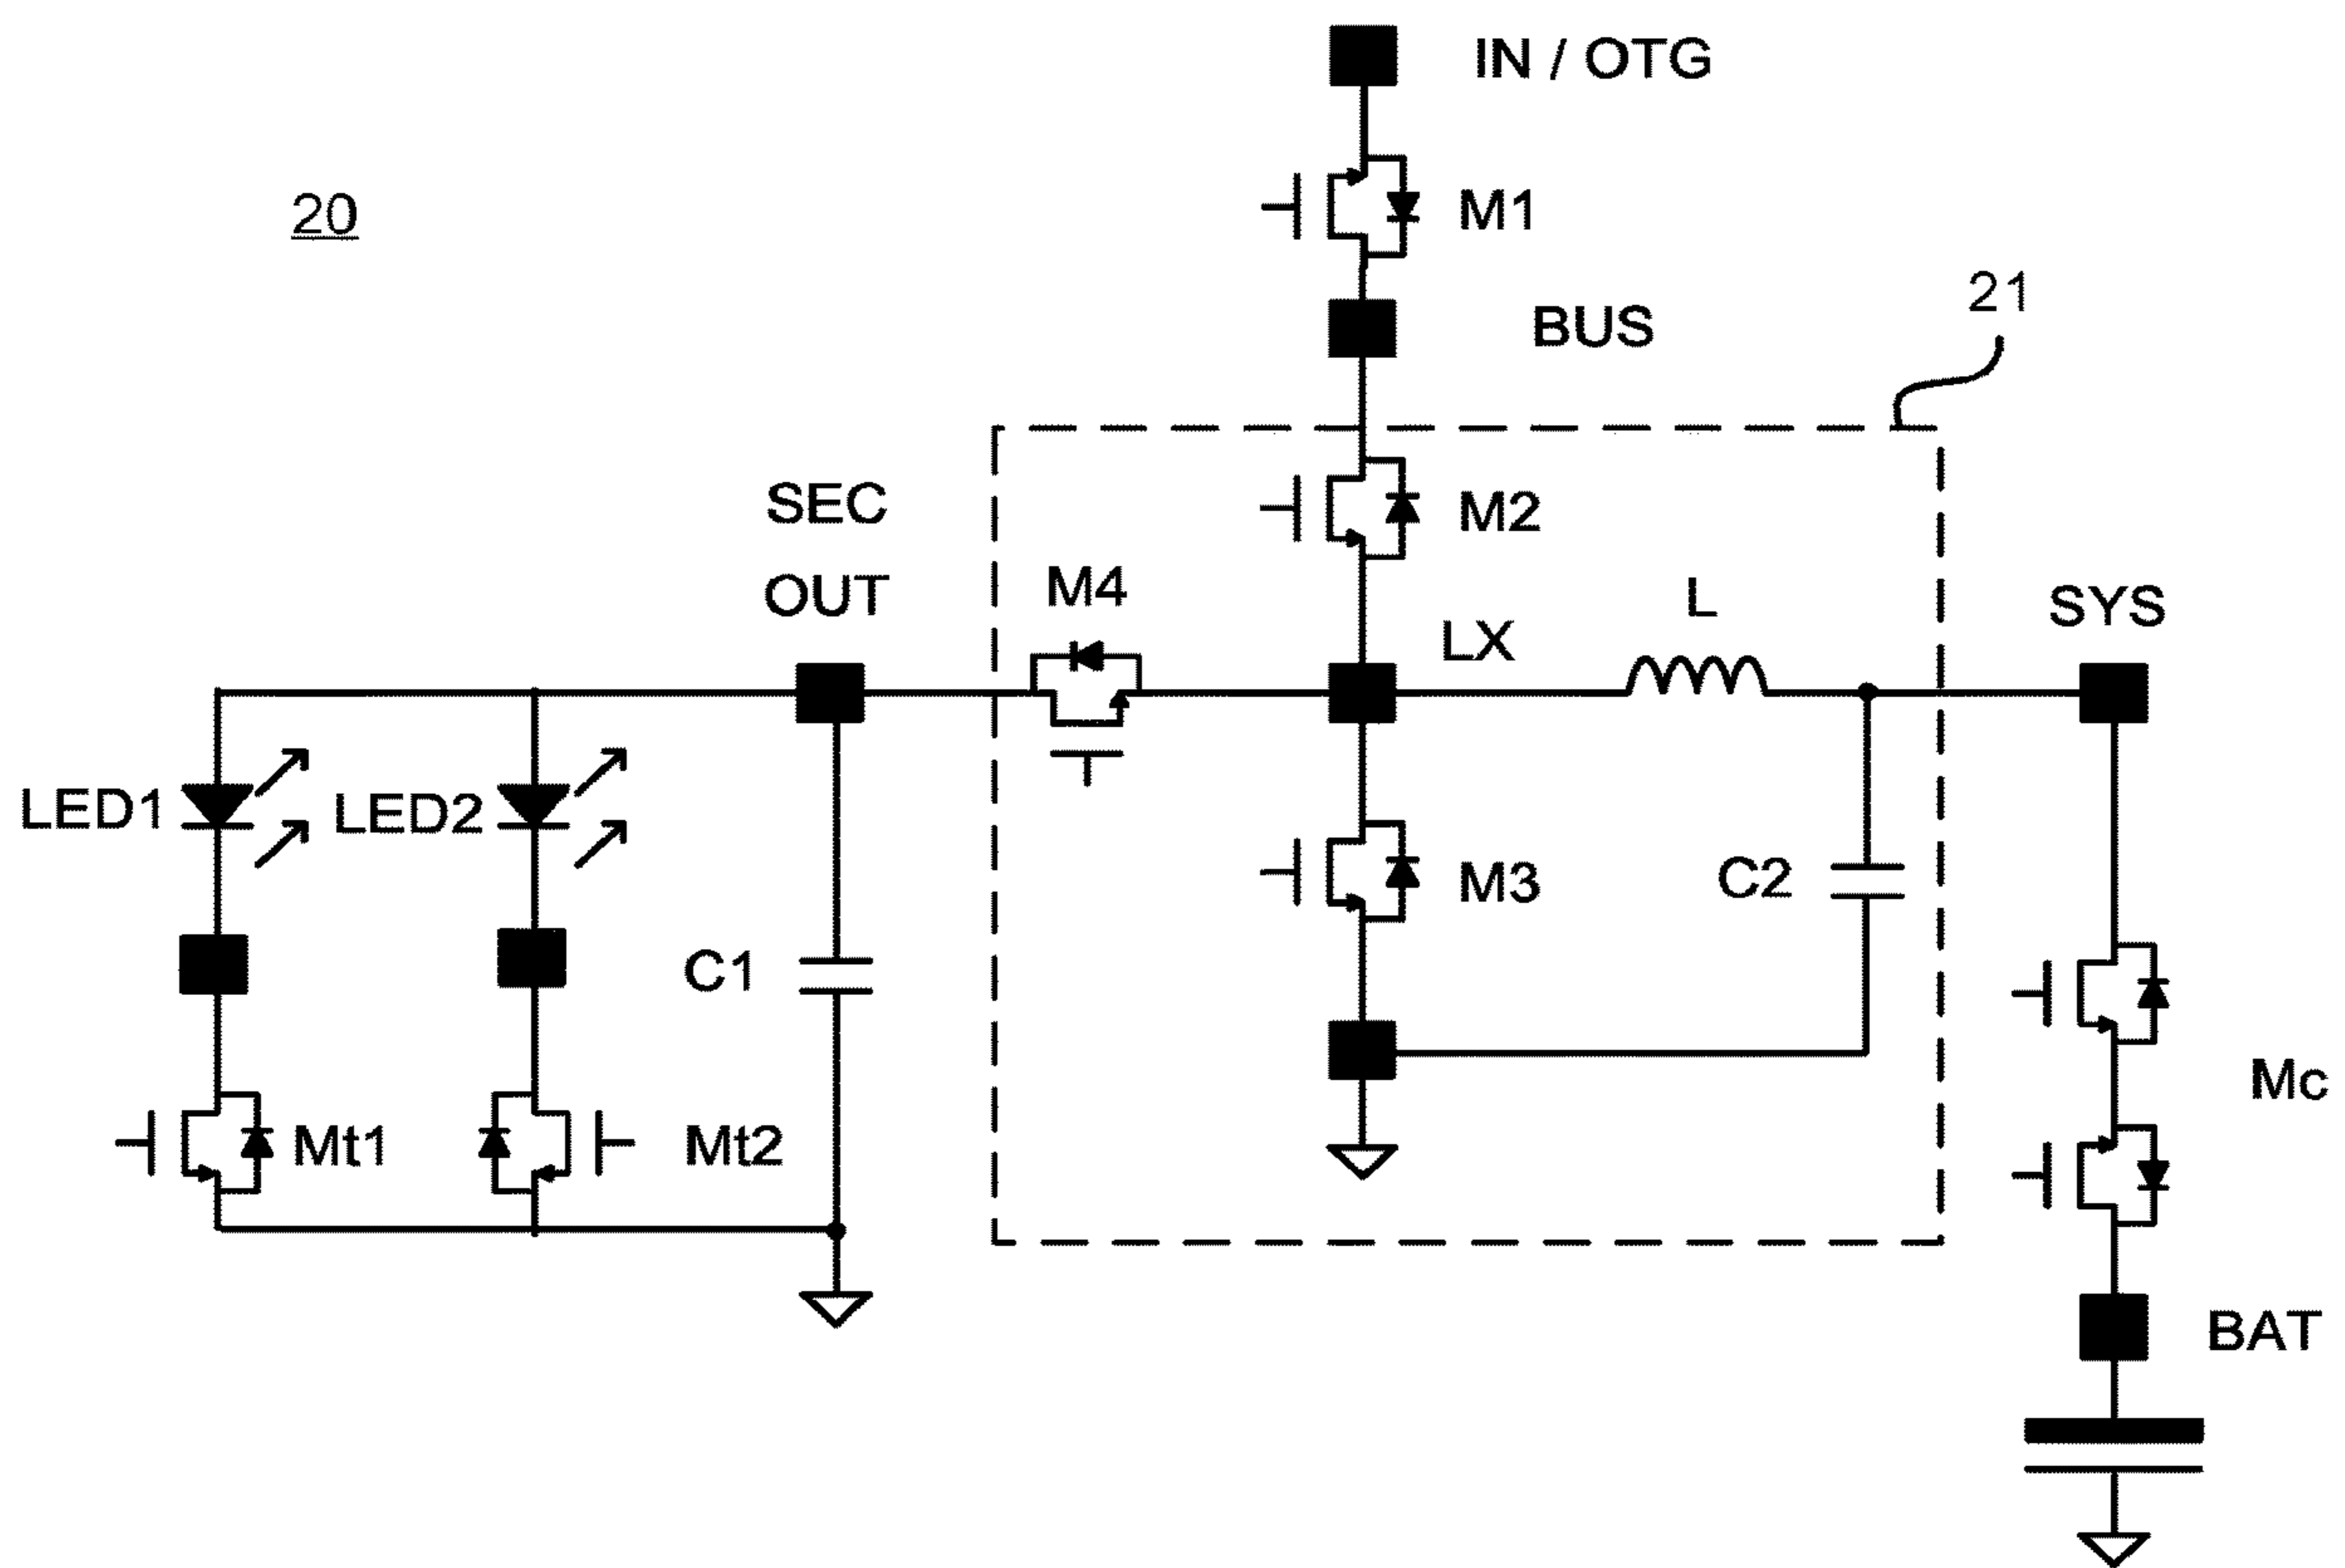 IN / OTG
20
M1
21
BUS
SEC
OUT
M2
M4
LX
L
SYS
LED1
LED2
M3
C2
C1
Mt1
Mt2
Mc
BAT